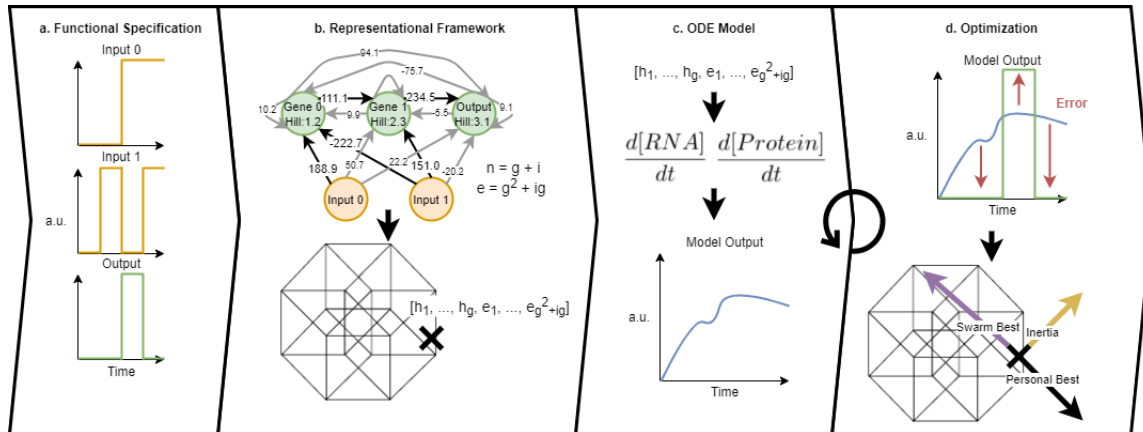 a. Functional Specification
Input 0
Input 1
a.u.
Output
Time
b. Representational Framework
94.1
-75.7
10.2
-111.1
-234.5
9.1
Gene 0
Hill:1.2
9.9
Gene 1
Hill:2.3
-5.5
Output
Hill:3.1
-222.7
188.9
50.7
22.2
151.0
-20.2
n = g + i
e = g² + ig
Input 0
Input 1
[h₁, ..., h_g, e₁, ..., e_g²₊ᵢg]
c. ODE Model
[h₁, ..., h_g, e₁, ..., e_g²₊ᵢg]
d[RNA]/dt d[Protein]/dt
Model Output
a.u.
Time
d. Optimization
Model Output
Error
a.u.
Time
Swarm Best
Inertia
Personal Best